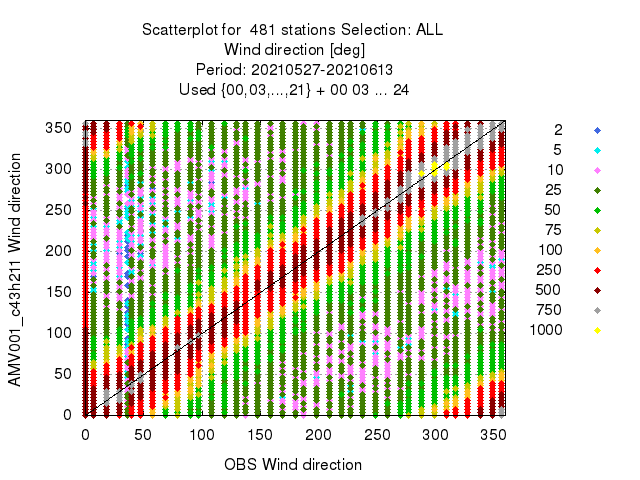 Scatterplot for 481 stations Selection: ALL
Wind direction [deg]
Period: 20210527-20210613
Used {00,03,...,21} + 00 03 ... 24
AMV001_c43h211 Wind direction
350
300
250
200
150
100
50
0
0 50 100 150 200 250 300 350
OBS Wind direction
2
5
10
25
50
75
100
250
500
750
1000